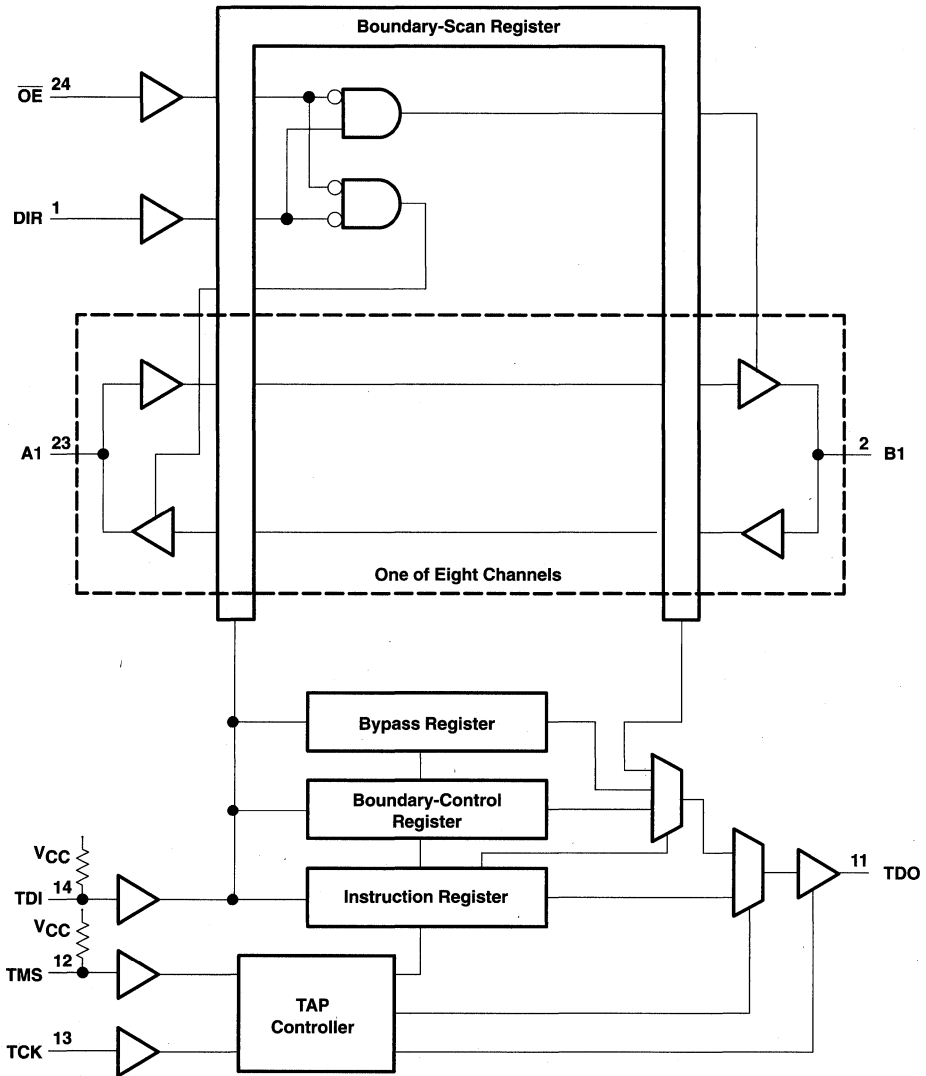 Boundary-Scan Register
OE 24
DIR 1
A1 23
2 B1
One of Eight Channels
Bypass Register
Boundary-Control
Register
VCC
TDI 14
Instruction Register
11 TDO
VCC
TMS 12
TAP
Controller
TCK 13